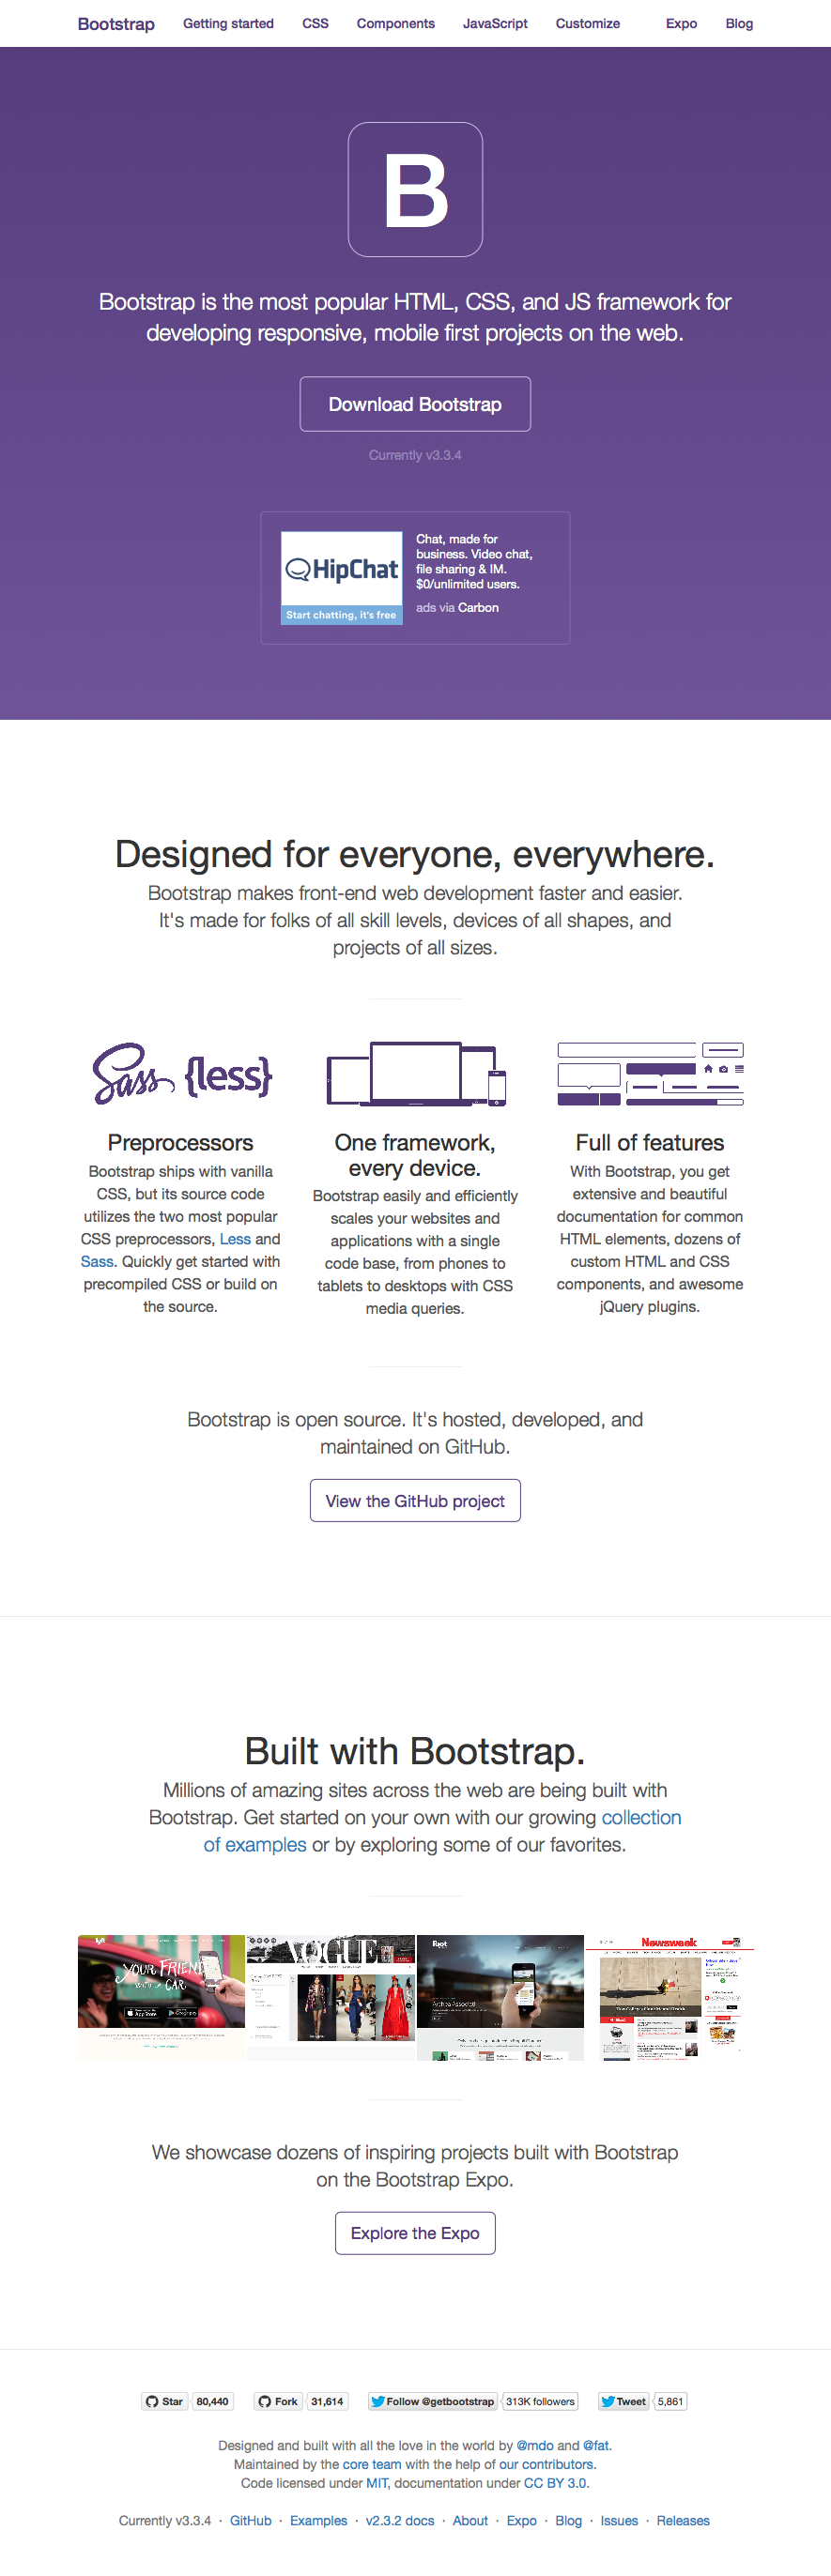 Bootstrap Getting started CSS Components JavaScript Customize Expo Blog
B
Bootstrap is the most popular HTML, CSS, and JS framework for
developing responsive, mobile first projects on the web.
Download Bootstrap
Currently v3.3.4
HipChat
Start chatting, it's free
Chat, made for
business. Video chat,
file sharing & IM.
$0/unlimited users.
ads via Carbon
Designed for everyone, everywhere.
Bootstrap makes front-end web development faster and easier.
It's made for folks of all skill levels, devices of all shapes, and
projects of all sizes.
Sass {less}
Preprocessors
Bootstrap ships with vanilla
CSS, but its source code
utilizes the two most popular
CSS preprocessors, Less and
Sass. Quickly get started with
precompiled CSS or build on
the source.
One framework,
every device.
Bootstrap easily and efficiently
scales your websites and
applications with a single
code base, from phones to
tablets to desktops with CSS
media queries.
Full of features
With Bootstrap, you get
extensive and beautiful
documentation for common
HTML elements, dozens of
custom HTML and CSS
components, and awesome
jQuery plugins.
Bootstrap is open source. It's hosted, developed, and
maintained on GitHub.
View the GitHub project
Built with Bootstrap.
Millions of amazing sites across the web are being built with
Bootstrap. Get started on your own with our growing collection
of examples or by exploring some of our favorites.
YOUR FRIEND
WITH A CAR
App Store
VOGUE
Newsweek
We showcase dozens of inspiring projects built with Bootstrap
on the Bootstrap Expo.
Explore the Expo
Star 80,440 Fork 31,614 Follow @getbootstrap 313K followers Tweet 5,861
Designed and built with all the love in the world by @mdo and @fat.
Maintained by the core team with the help of our contributors.
Code licensed under MIT, documentation under CC BY 3.0.
Currently v3.3.4 · GitHub · Examples · v2.3.2 docs · About · Expo · Blog · Issues · Releases